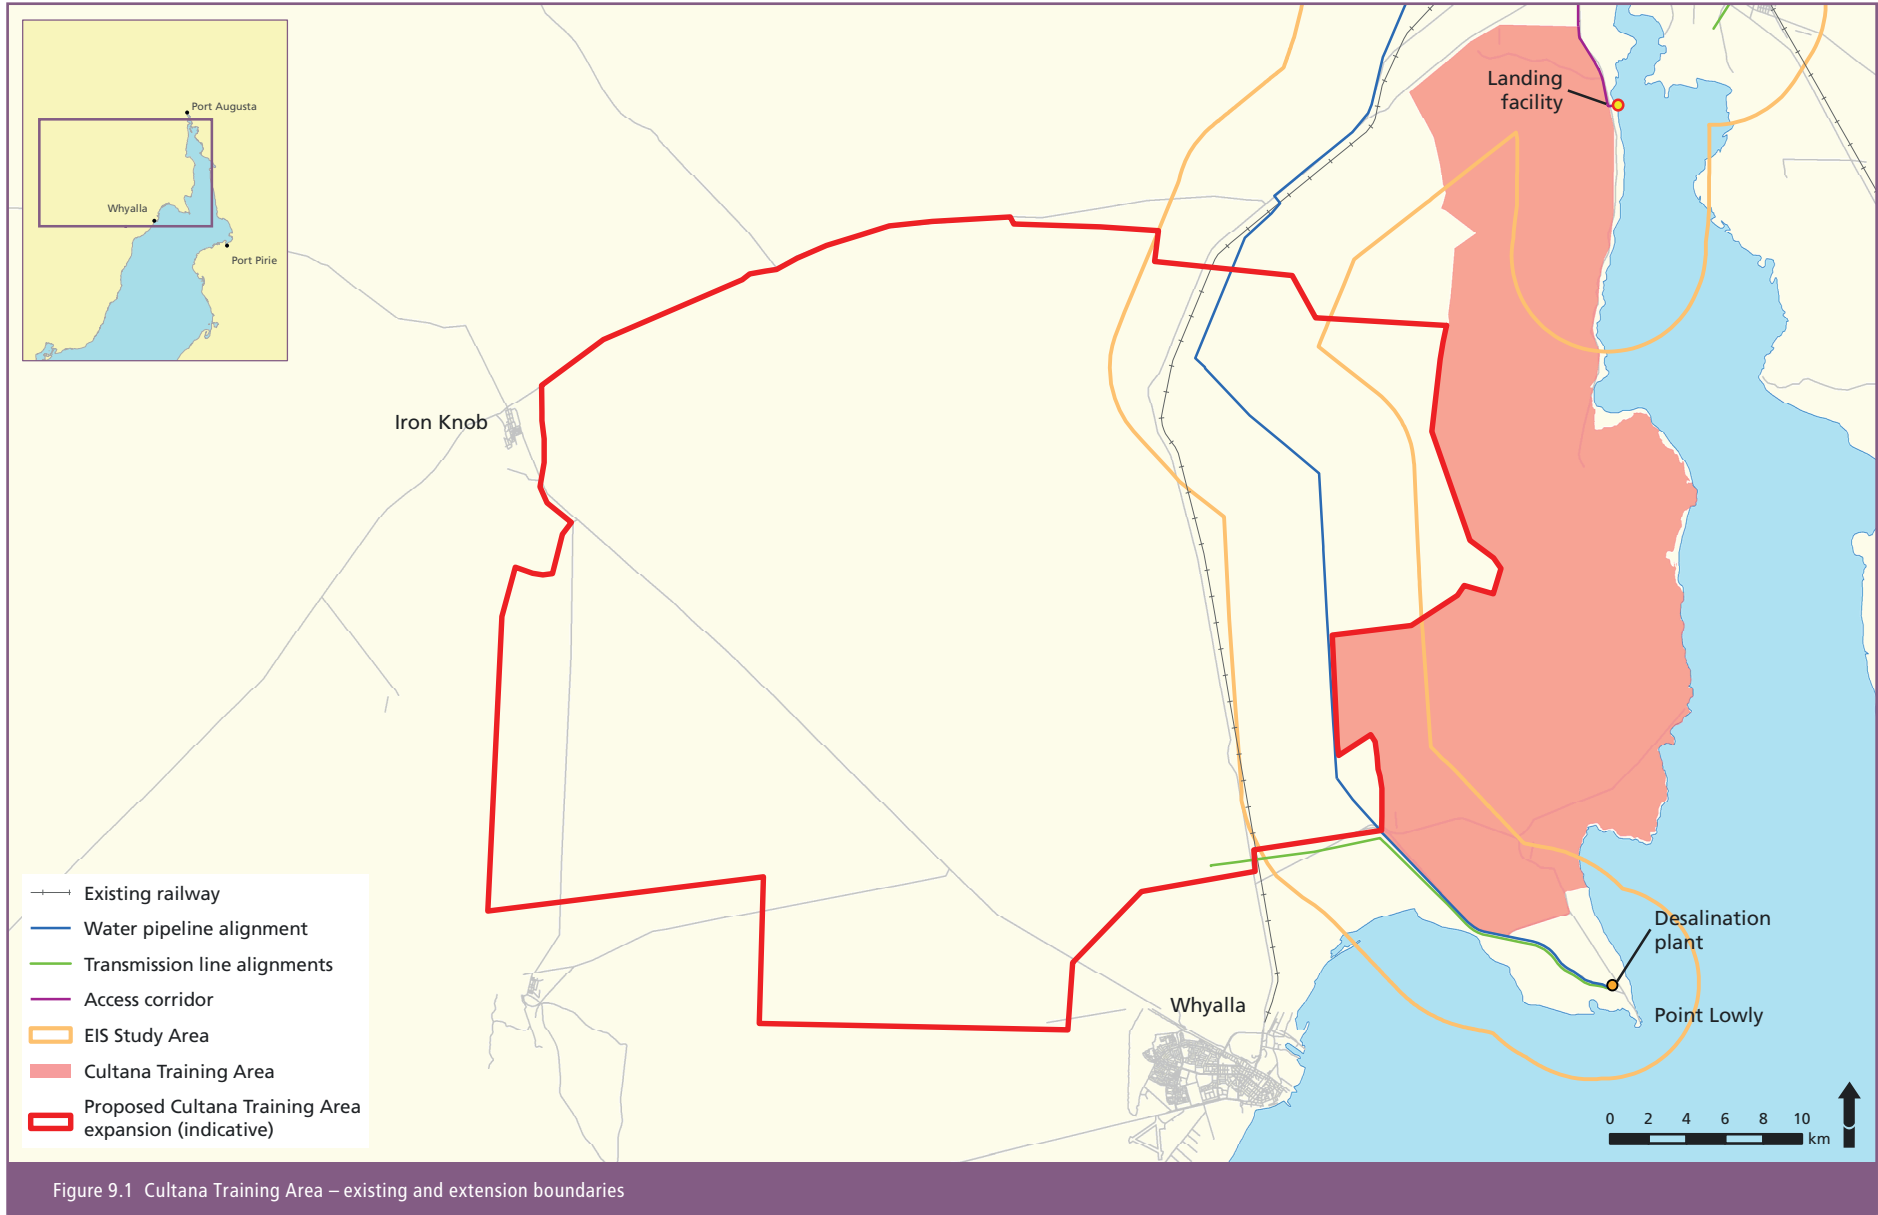 Port Augusta
Whyalla
Port Pirie
Landing
facility
Iron Knob
Desalination
plant
Whyalla
Point Lowly
Existing railway
Water pipeline alignment
Transmission line alignments
Access corridor
EIS Study Area
Cultana Training Area
Proposed Cultana Training Area
expansion (indicative)
0 2 4 6 8 10
km
Figure 9.1 Cultana Training Area – existing and extension boundaries